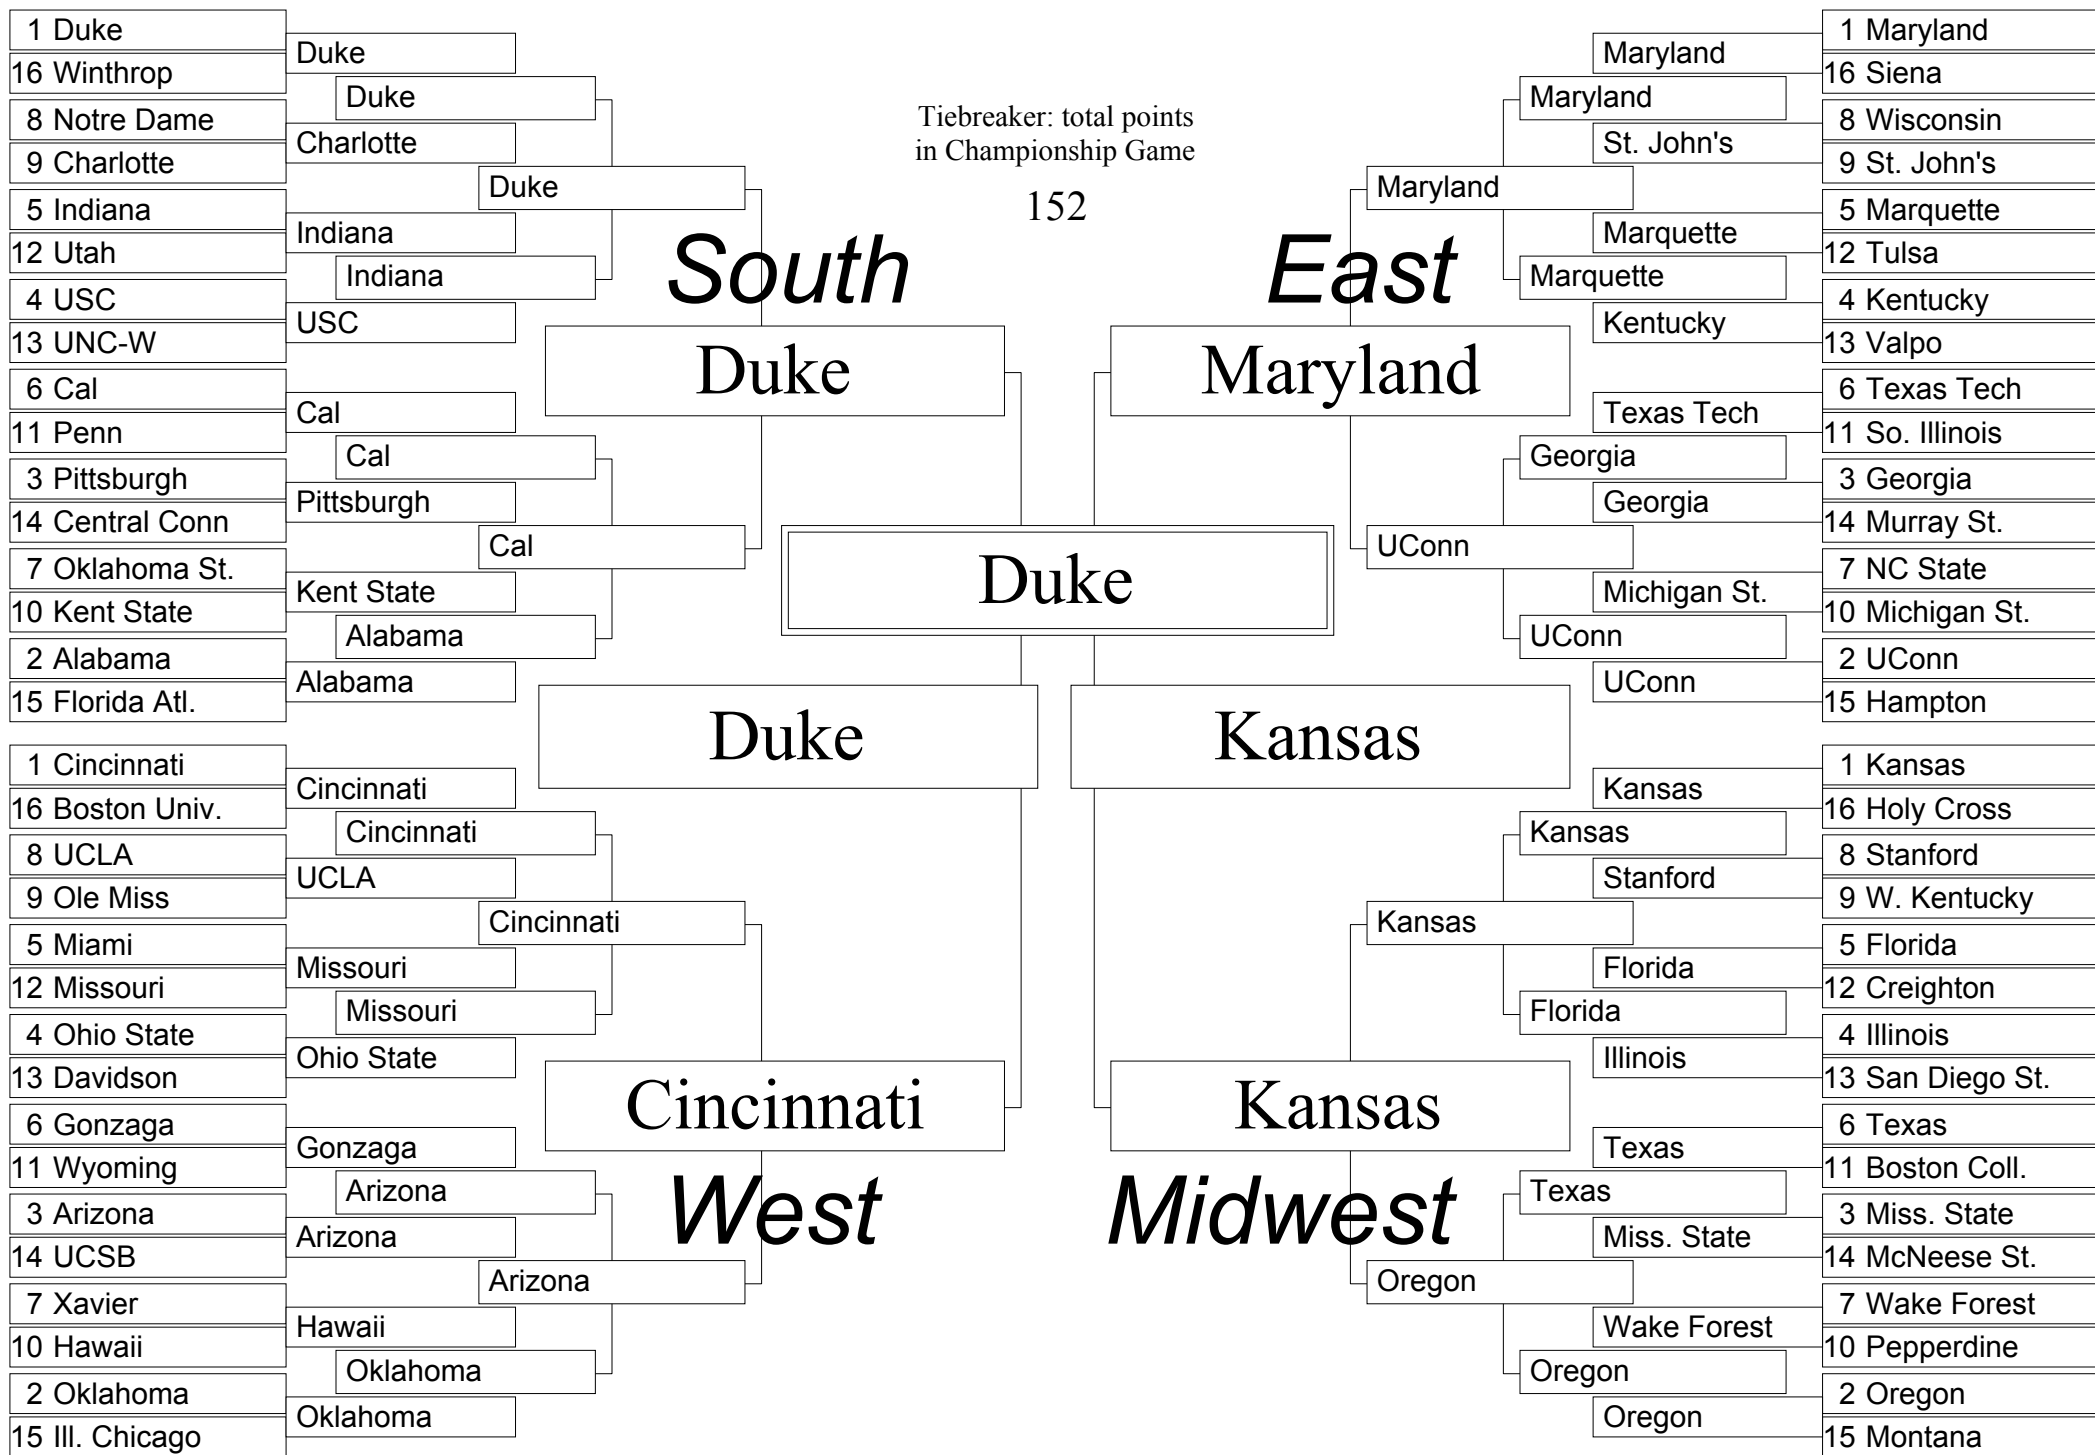 1 Duke
16 Winthrop
8 Notre Dame
9 Charlotte
5 Indiana
12 Utah
4 USC
13 UNC-W
6 Cal
11 Penn
3 Pittsburgh
14 Central Conn
7 Oklahoma St.
10 Kent State
2 Alabama
15 Florida Atl.
Duke
Charlotte
Indiana
USC
Cal
Pittsburgh
Kent State
Alabama
Duke
Indiana
Cal
Alabama
Duke
Cal
South
Duke
1 Cincinnati
16 Boston Univ.
8 UCLA
9 Ole Miss
5 Miami
12 Missouri
4 Ohio State
13 Davidson
6 Gonzaga
11 Wyoming
3 Arizona
14 UCSB
7 Xavier
10 Hawaii
2 Oklahoma
15 Ill. Chicago
Cincinnati
UCLA
Missouri
Ohio State
Gonzaga
Arizona
Hawaii
Oklahoma
Cincinnati
Missouri
Arizona
Oklahoma
Cincinnati
Arizona
Cincinnati
West
Tiebreaker: total points
in Championship Game
152
Duke
Duke
Kansas
East
Maryland
Maryland
UConn
Maryland
Marquette
Georgia
UConn
Maryland
St. John's
Marquette
Kentucky
Texas Tech
Georgia
Michigan St.
UConn
1 Maryland
16 Siena
8 Wisconsin
9 St. John's
5 Marquette
12 Tulsa
4 Kentucky
13 Valpo
6 Texas Tech
11 So. Illinois
3 Georgia
14 Murray St.
7 NC State
10 Michigan St.
2 UConn
15 Hampton
Kansas
Midwest
Kansas
Oregon
Kansas
Florida
Texas
Oregon
Kansas
Stanford
Florida
Illinois
Texas
Miss. State
Wake Forest
Oregon
1 Kansas
16 Holy Cross
8 Stanford
9 W. Kentucky
5 Florida
12 Creighton
4 Illinois
13 San Diego St.
6 Texas
11 Boston Coll.
3 Miss. State
14 McNeese St.
7 Wake Forest
10 Pepperdine
2 Oregon
15 Montana